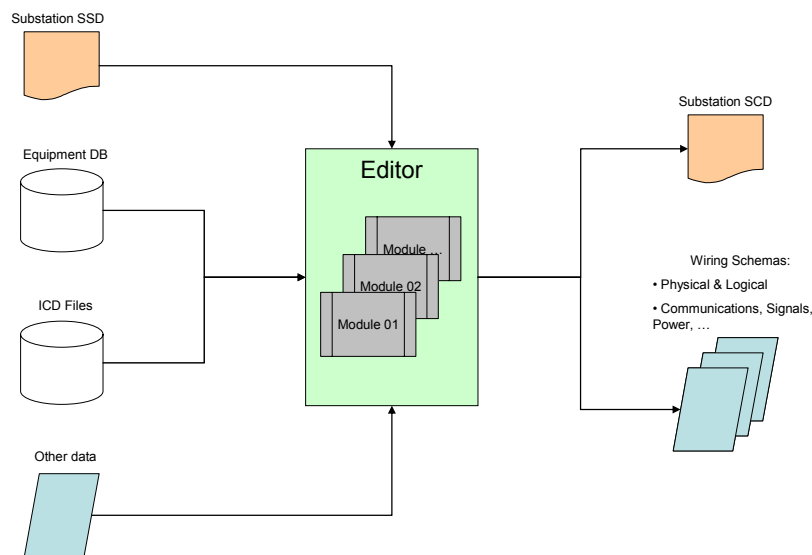 Substation SSD
Equipment DB
ICD Files
Other data
Editor
Module ...
Module 02
Module 01
Substation SCD
Wiring Schemas:
• Physical & Logical
• Communications, Signals,
Power, ...